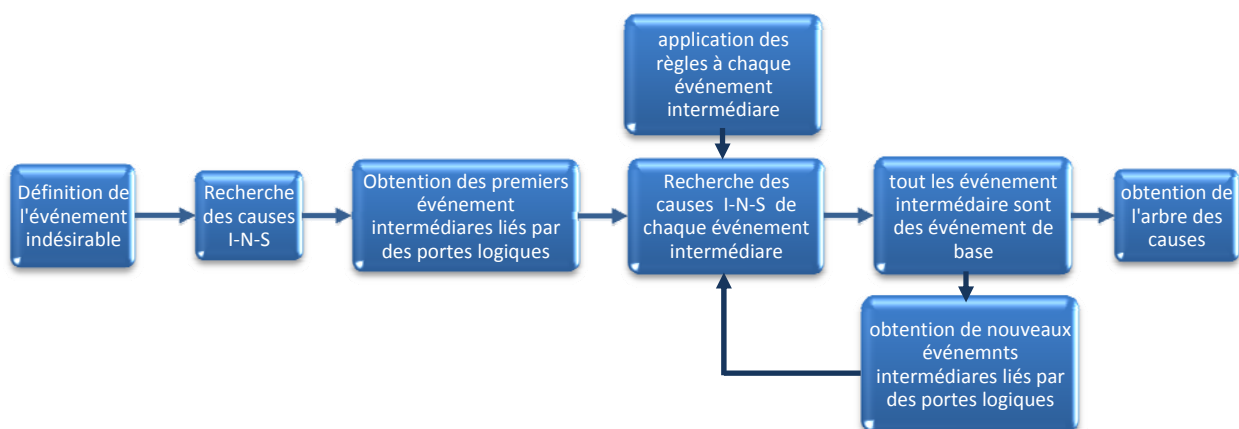 application des
règles à chaque
événement
intermédiare
Définition de
l'événement
indésirable
Recherche
des causes
I-N-S
Obtention des premiers
événement
intermédiares liés par
des portes logiques
Recherche des
causes I-N-S de
chaque événement
intermédiare
tout les événement
intermédaire sont
des événement de
base
obtention de
l'arbre des
causes
obtention de nouveaux
événemnts
intermédiares liés par
des portes logiques